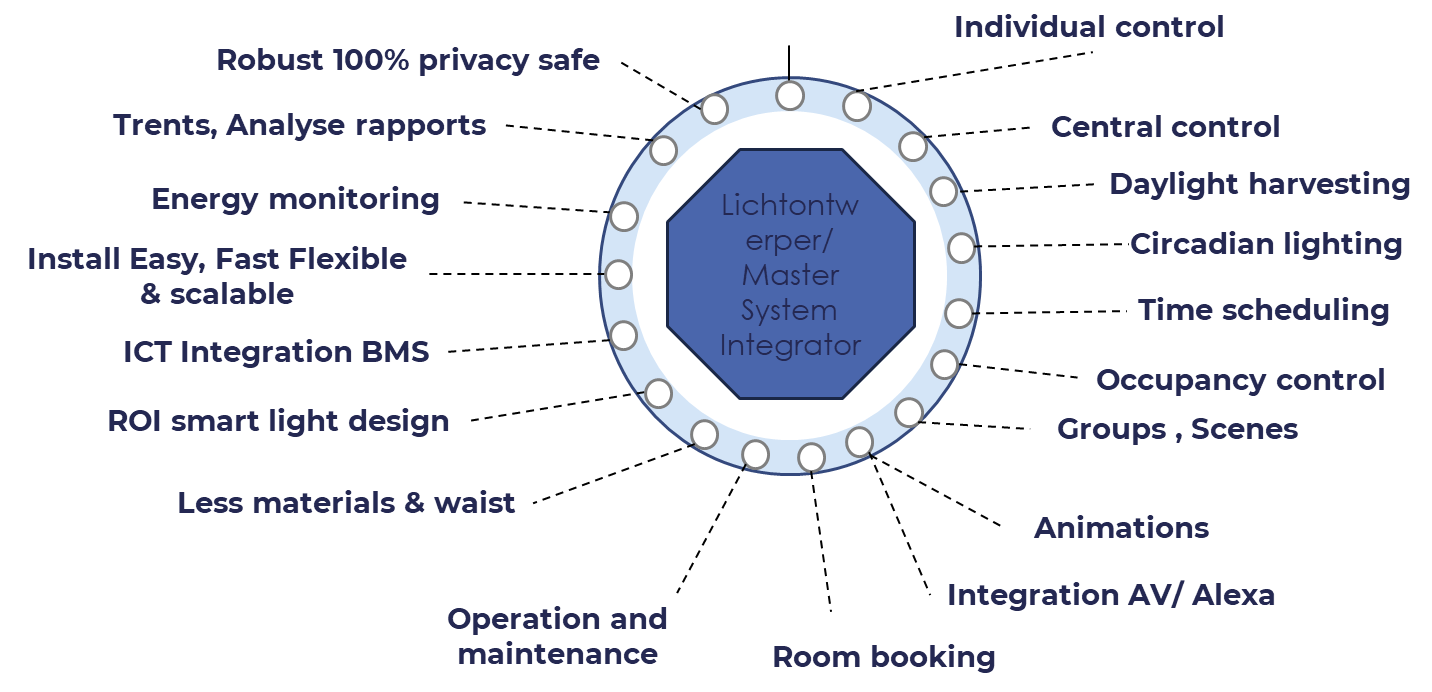 Individual control
Robust 100% privacy safe
Trents, Analyse rapports
Central control
Daylight harvesting
Energy monitoring
Lichtontw
erper/
Master
System
Integrator
Circadian lighting
Install Easy, Fast Flexible
& scalable
Time scheduling
ICT Integration BMS
Occupancy control
ROI smart light design
Groups , Scenes
Less materials & waist
Animations
Integration AV/ Alexa
Operation and
maintenance
Room booking